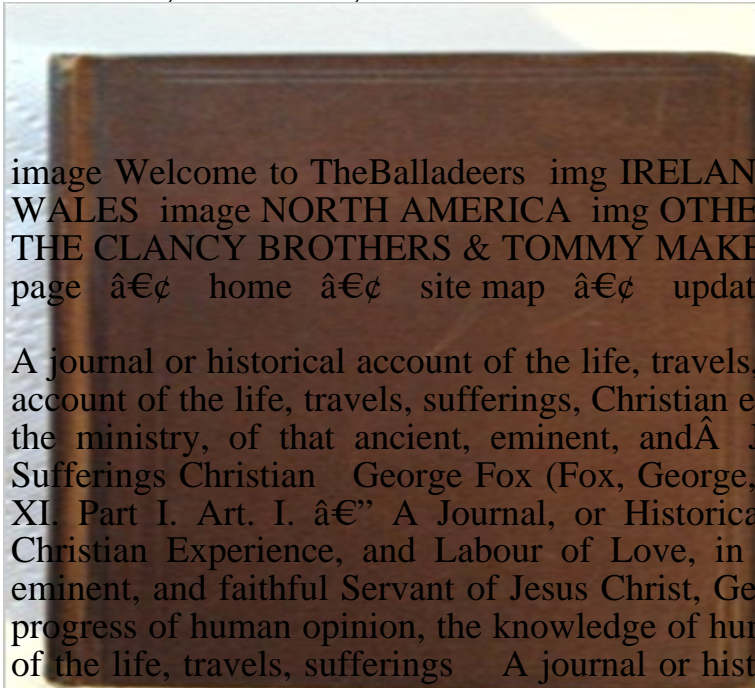 image Welcome to TheBalladeers img IRELAN
WALES image NORTH AMERICA img OTHE
THE CLANCY BROTHERS & TOMMY MAKE
page â€¢ home â€¢ site map â€¢ updat
A journal or historical account of the life, travels,
account of the life, travels, sufferings, Christian e
the ministry, of that ancient, eminent, andÂ J
Sufferings Christian George Fox (Fox, George,
XI. Part I. Art. I. â€” A Journal, or Historica
Christian Experience, and Labour of Love, in
eminent, and faithful Servant of Jesus Christ, Ge
progress of human opinion, the knowledge of hum
of the life, travels, sufferings A journal or hist